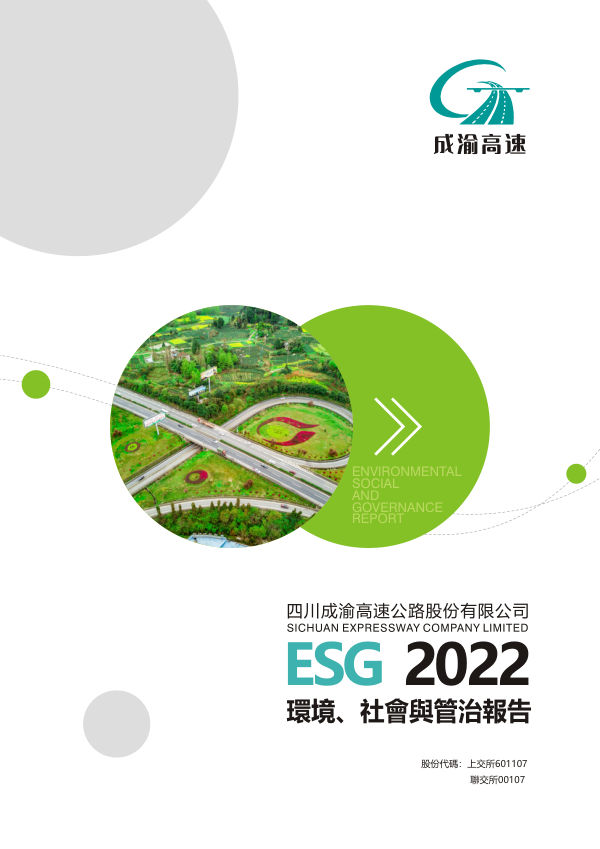 成渝高速
ENVIRONMENTAL
SOCIAL
AND
GOVERNANCE
REPORT
四川成渝高速公路股份有限公司
SICHUAN EXPRESSWAY COMPANY LIMITED
ESG 2022
環境、社會與管治報告
股份代碼：上交所601107
聯交所00107